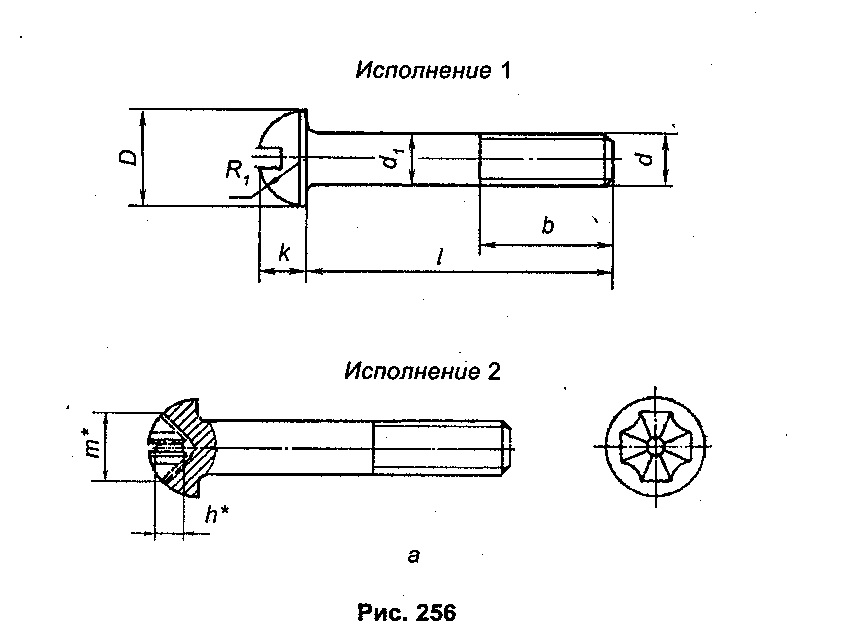 Исполнение 1
D
R₁
d₁
d
b
k
l
Исполнение 2
m*
h*
а
Рис. 256